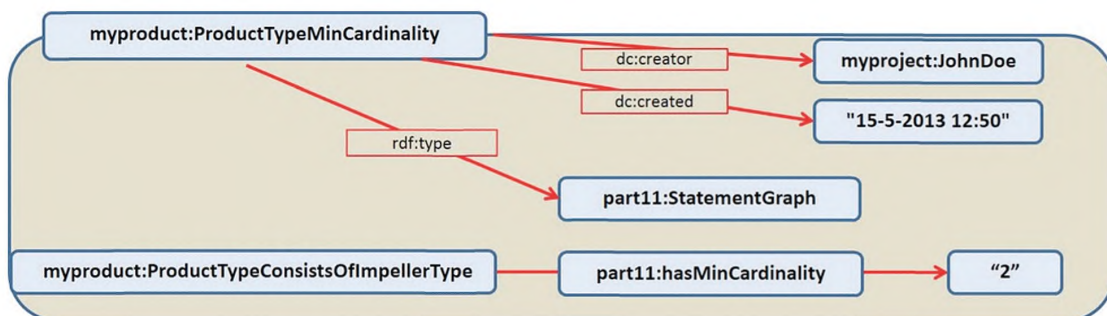 myproduct:ProductTypeMinCardinality
dc:creator
myproject:JohnDoe
dc:created
"15-5-2013 12:50"
rdf:type
part11:StatementGraph
myproduct:ProductTypeConsistsOfImpellerType
part11:hasMinCardinality
“2”